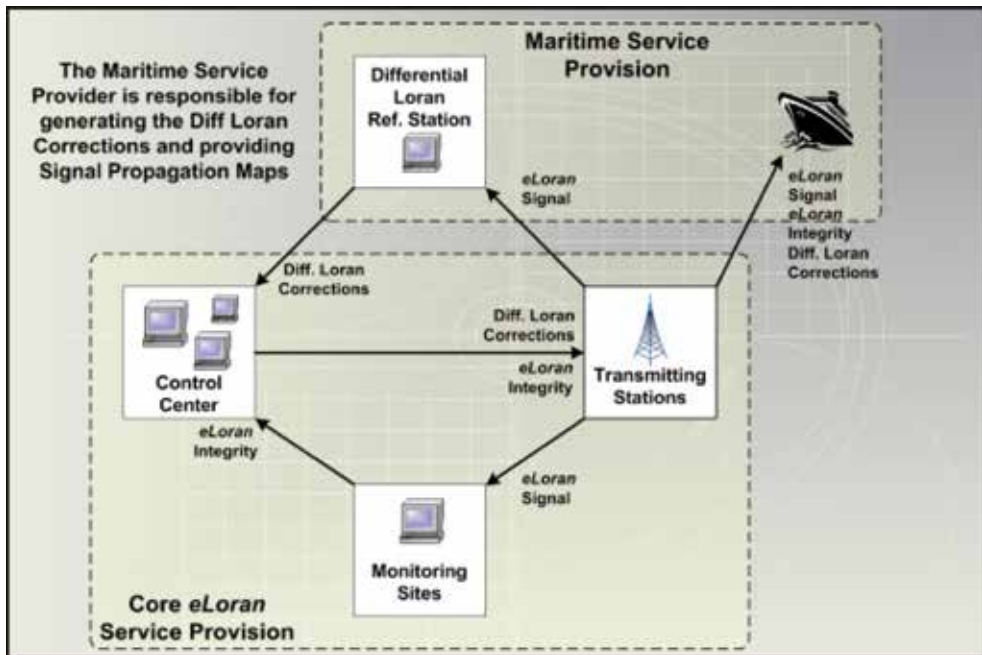 The Maritime Service
Provider is responsible for
generating the Diff Loran
Corrections and providing
Signal Propagation Maps
Maritime Service
Provision
Differential
Loran
Ref. Station
eLoran
Signal
eLoran
Signal
eLoran
Integrity
Diff. Loran
Corrections
Diff. Loran
Corrections
Control
Center
Diff. Loran
Corrections
eLoran
Integrity
Transmitting
Stations
eLoran
Integrity
eLoran
Signal
Monitoring
Sites
Core eLoran
Service Provision